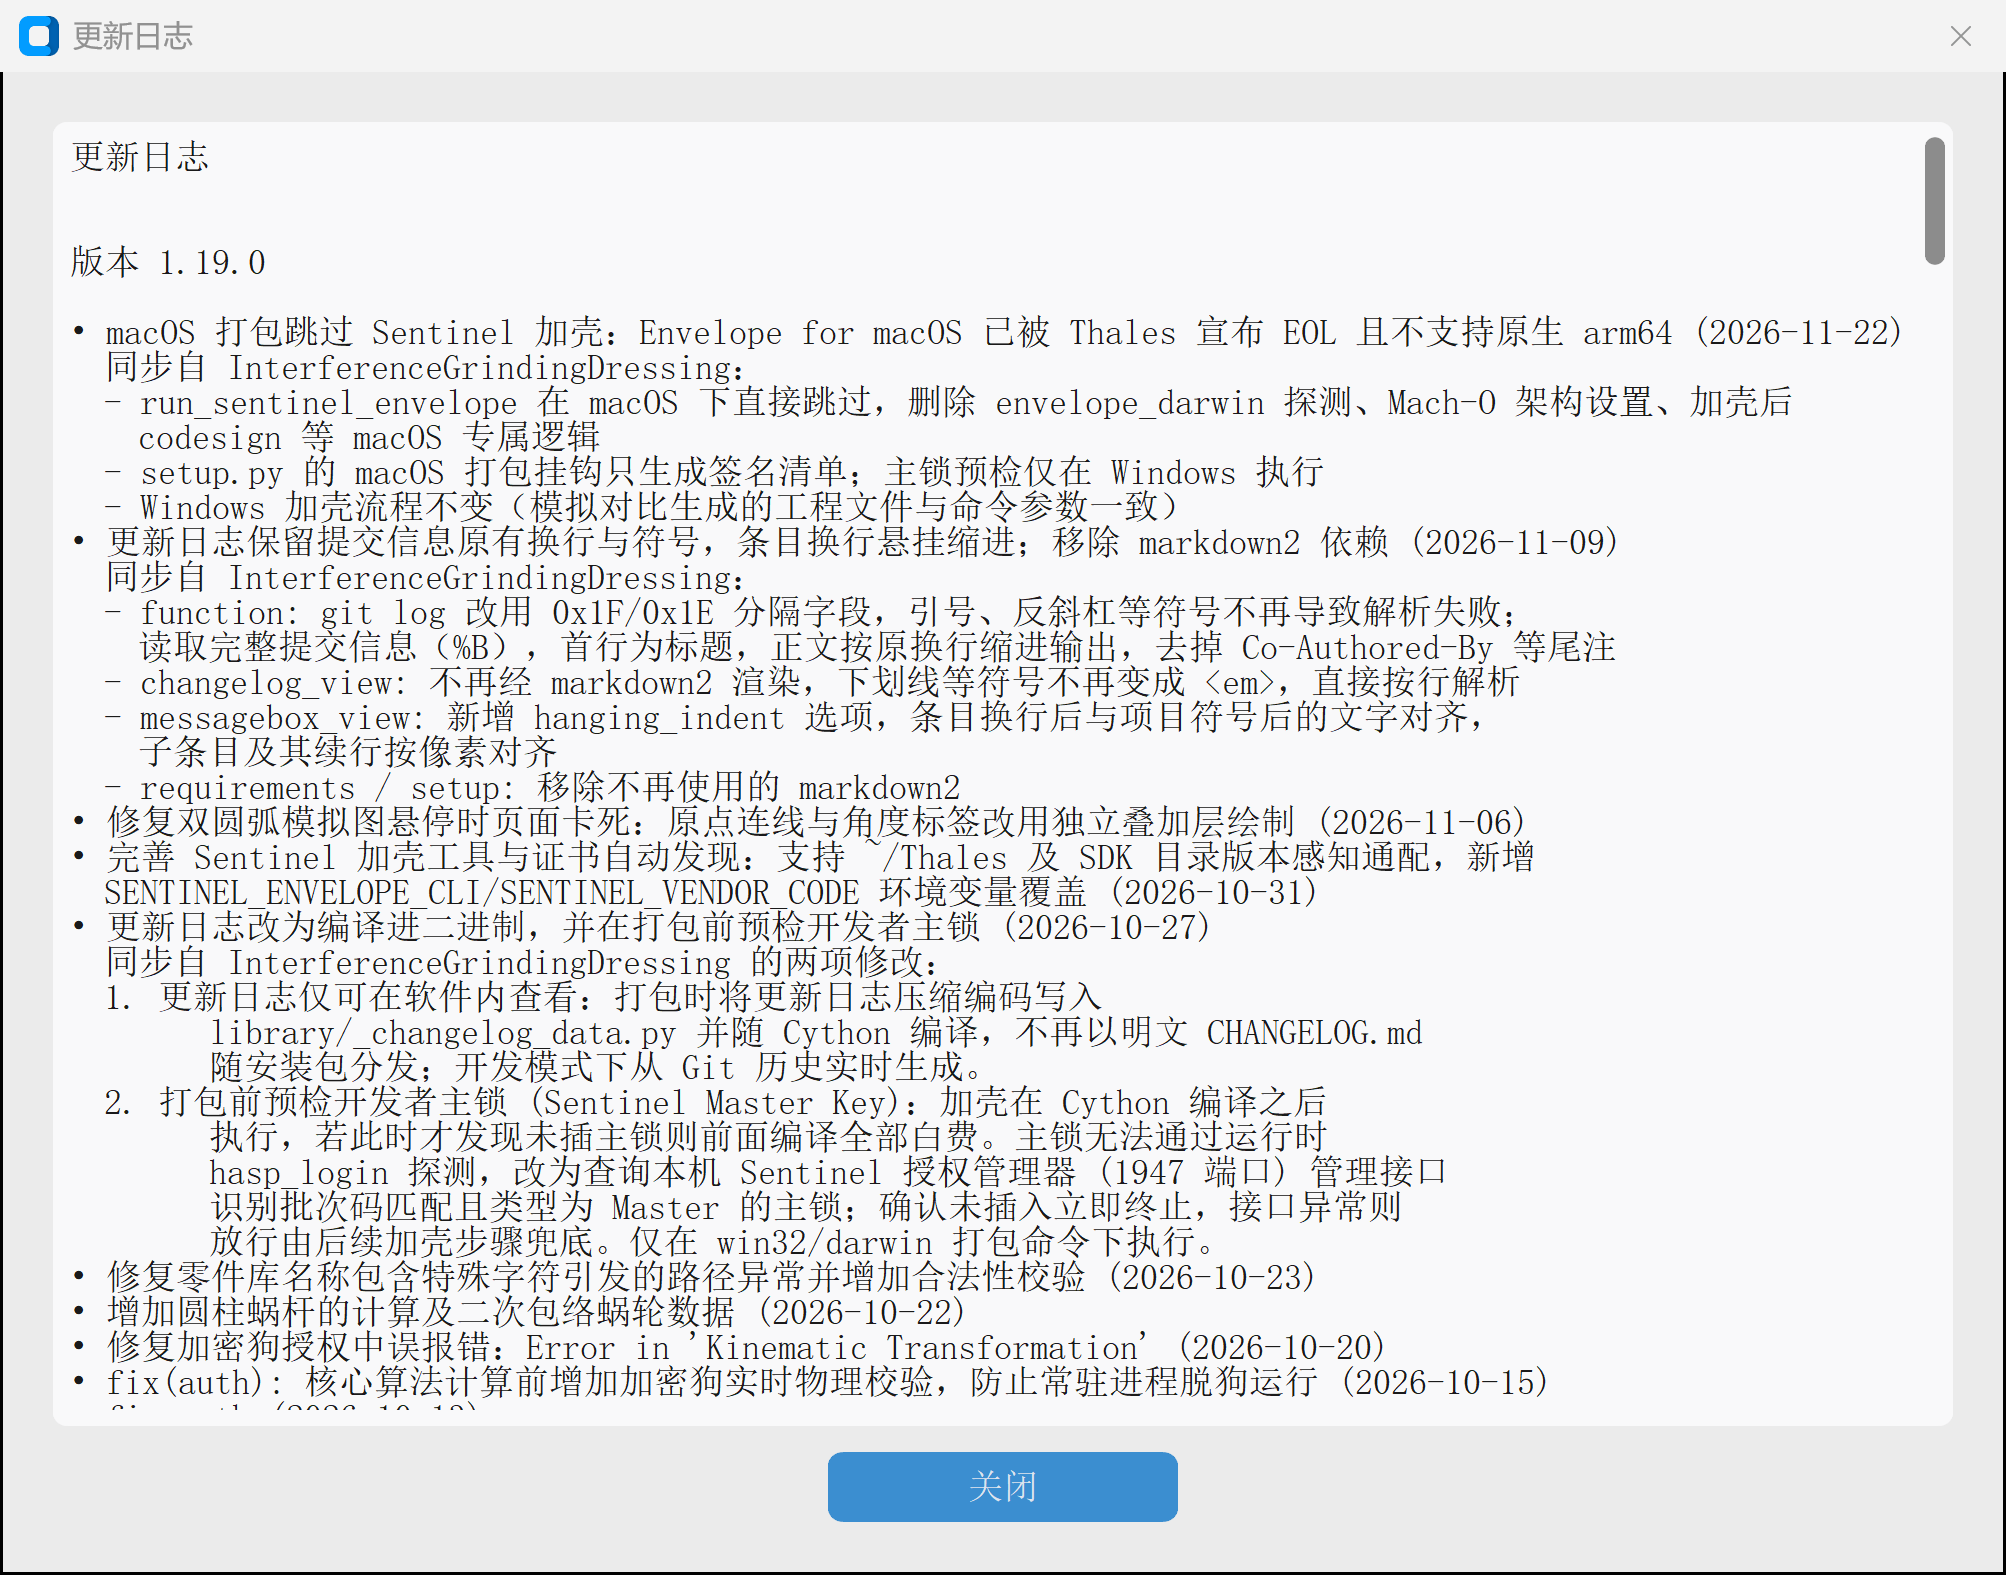 更新日志
更新日志
版本 1.19.0
• macOS 打包跳过 Sentinel 加壳：Envelope for macOS 已被 Thales 宣布 EOL 且不支持原生 arm64 (2026-11-22)
同步自 InterferenceGrindingDressing：
- run_sentinel_envelope 在 macOS 下直接跳过，删除 envelope_darwin 探测、Mach-O 架构设置、加壳后
codesign 等 macOS 专属逻辑
- setup.py 的 macOS 打包挂钩只生成签名清单；主锁预检仅在 Windows 执行
- Windows 加壳流程不变（模拟对比生成的工程文件与命令参数一致）
• 更新日志保留提交信息原有换行与符号，条目换行悬挂缩进；移除 markdown2 依赖 (2026-11-09)
同步自 InterferenceGrindingDressing：
- function: git log 改用 0x1F/0x1E 分隔字段，引号、反斜杠等符号不再导致解析失败；
读取完整提交信息（%B），首行为标题，正文按原换行缩进输出，去掉 Co-Authored-By 等尾注
- changelog_view: 不再经 markdown2 渲染，下划线等符号不再变成 <em>，直接按行解析
- messagebox_view: 新增 hanging_indent 选项，条目换行后与项目符号后的文字对齐，
子条目及其续行按像素对齐
- requirements / setup: 移除不再使用的 markdown2
• 修复双圆弧模拟图悬停时页面卡死：原点连线与角度标签改用独立叠加层绘制 (2026-11-06)
• 完善 Sentinel 加壳工具与证书自动发现：支持 ~/Thales 及 SDK 目录版本感知通配，新增
SENTINEL_ENVELOPE_CLI/SENTINEL_VENDOR_CODE 环境变量覆盖 (2026-10-31)
• 更新日志改为编译进二进制，并在打包前预检开发者主锁 (2026-10-27)
同步自 InterferenceGrindingDressing 的两项修改：
1. 更新日志仅可在软件内查看：打包时将更新日志压缩编码写入
library/_changelog_data.py 并随 Cython 编译，不再以明文 CHANGELOG.md
随安装包分发；开发模式下从 Git 历史实时生成。
2. 打包前预检开发者主锁 (Sentinel Master Key)：加壳在 Cython 编译之后
执行，若此时才发现未插主锁则前面编译全部白费。主锁无法通过运行时
hasp_login 探测，改为查询本机 Sentinel 授权管理器 (1947 端口) 管理接口
识别批次码匹配且类型为 Master 的主锁；确认未插入立即终止，接口异常则
放行由后续加壳步骤兜底。仅在 win32/darwin 打包命令下执行。
• 修复零件库名称包含特殊字符引发的路径异常并增加合法性校验 (2026-10-23)
• 增加圆柱蜗杆的计算及二次包络蜗轮数据 (2026-10-22)
• 修复加密狗授权中误报错：Error in 'Kinematic Transformation' (2026-10-20)
• fix(auth): 核心算法计算前增加加密狗实时物理校验，防止常驻进程脱狗运行 (2026-10-15)
关闭